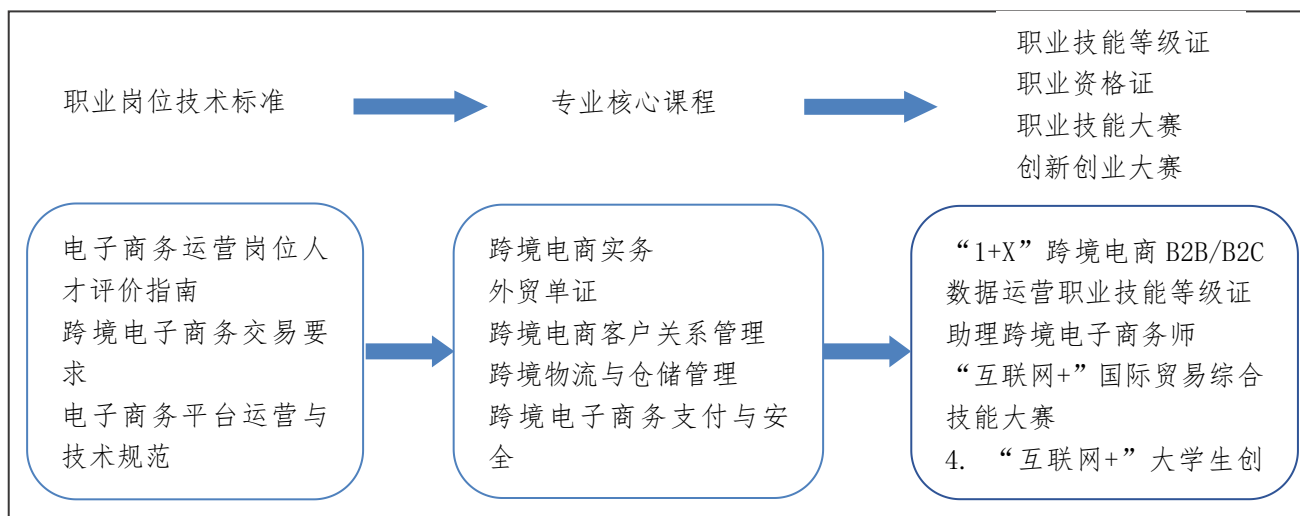 职业岗位技术标准
专业核心课程
职业技能等级证
职业资格证
职业技能大赛
创新创业大赛
电子商务运营岗位人
才评价指南
跨境电子商务交易要
求
电子商务平台运营与
技术规范
跨境电商实务
外贸单证
跨境电商客户关系管理
跨境物流与仓储管理
跨境电子商务支付与安
全
“1+X”跨境电商 B2B/B2C
数据运营职业技能等级证
助理跨境电子商务师
“互联网+”国际贸易综合
技能大赛
4. “互联网+”大学生创